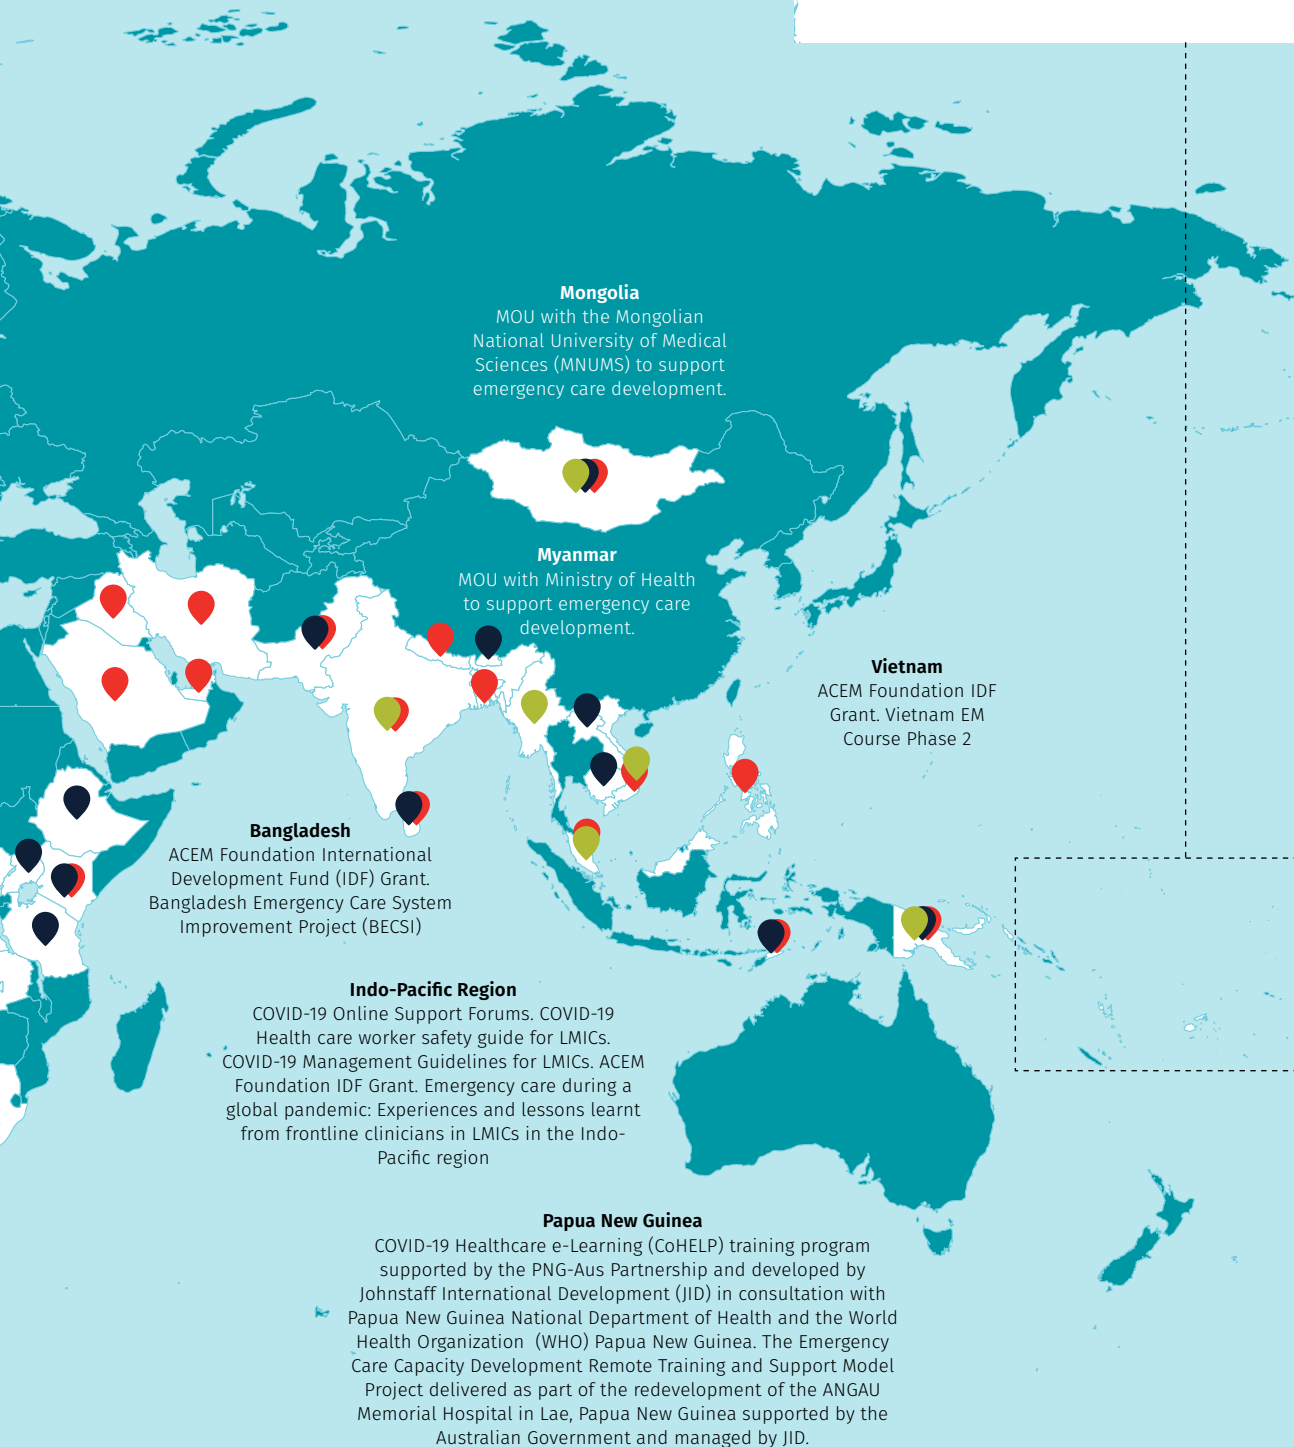 Mongolia
MOU with the Mongolian
National University of Medical
Sciences (MNUMS) to support
emergency care development.
Myanmar
MOU with Ministry of Health
to support emergency care
development.
Vietnam
ACEM Foundation IDF
Grant. Vietnam EM
Course Phase 2
Bangladesh
ACEM Foundation International
Development Fund (IDF) Grant.
Bangladesh Emergency Care System
Improvement Project (BECSI)
Indo-Pacific Region
COVID-19 Online Support Forums. COVID-19
Health care worker safety guide for LMICs.
COVID-19 Management Guidelines for LMICs. ACEM
Foundation IDF Grant. Emergency care during a
global pandemic: Experiences and lessons learnt
from frontline clinicians in LMICs in the Indo-
Pacific region
Papua New Guinea
COVID-19 Healthcare e-Learning (CoHELP) training program
supported by the PNG-Aus Partnership and developed by
Johnstaff International Development (JID) in consultation with
Papua New Guinea National Department of Health and the World
Health Organization  (WHO) Papua New Guinea. The Emergency
Care Capacity Development Remote Training and Support Model
Project delivered as part of the redevelopment of the ANGAU
Memorial Hospital in Lae, Papua New Guinea supported by the
Australian Government and managed by JID.